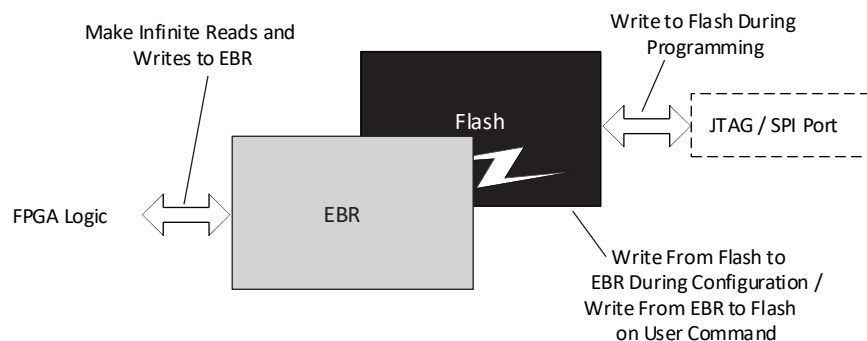 Make Infinite Reads and
Writes to EBR
Write to Flash During
Programming
Flash
JTAG / SPI Port
FPGA Logic
EBR
Write From Flash to
EBR During Configuration /
Write From EBR to Flash
on User Command